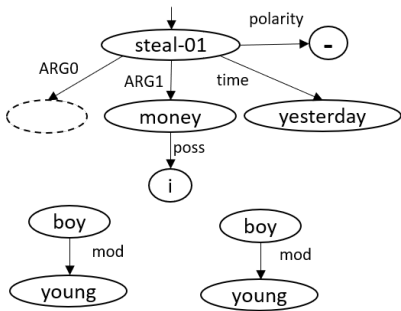 polarity
steal-01
-
ARG0
ARG1
time
money
yesterday
poss
i
boy
boy
mod
mod
young
young